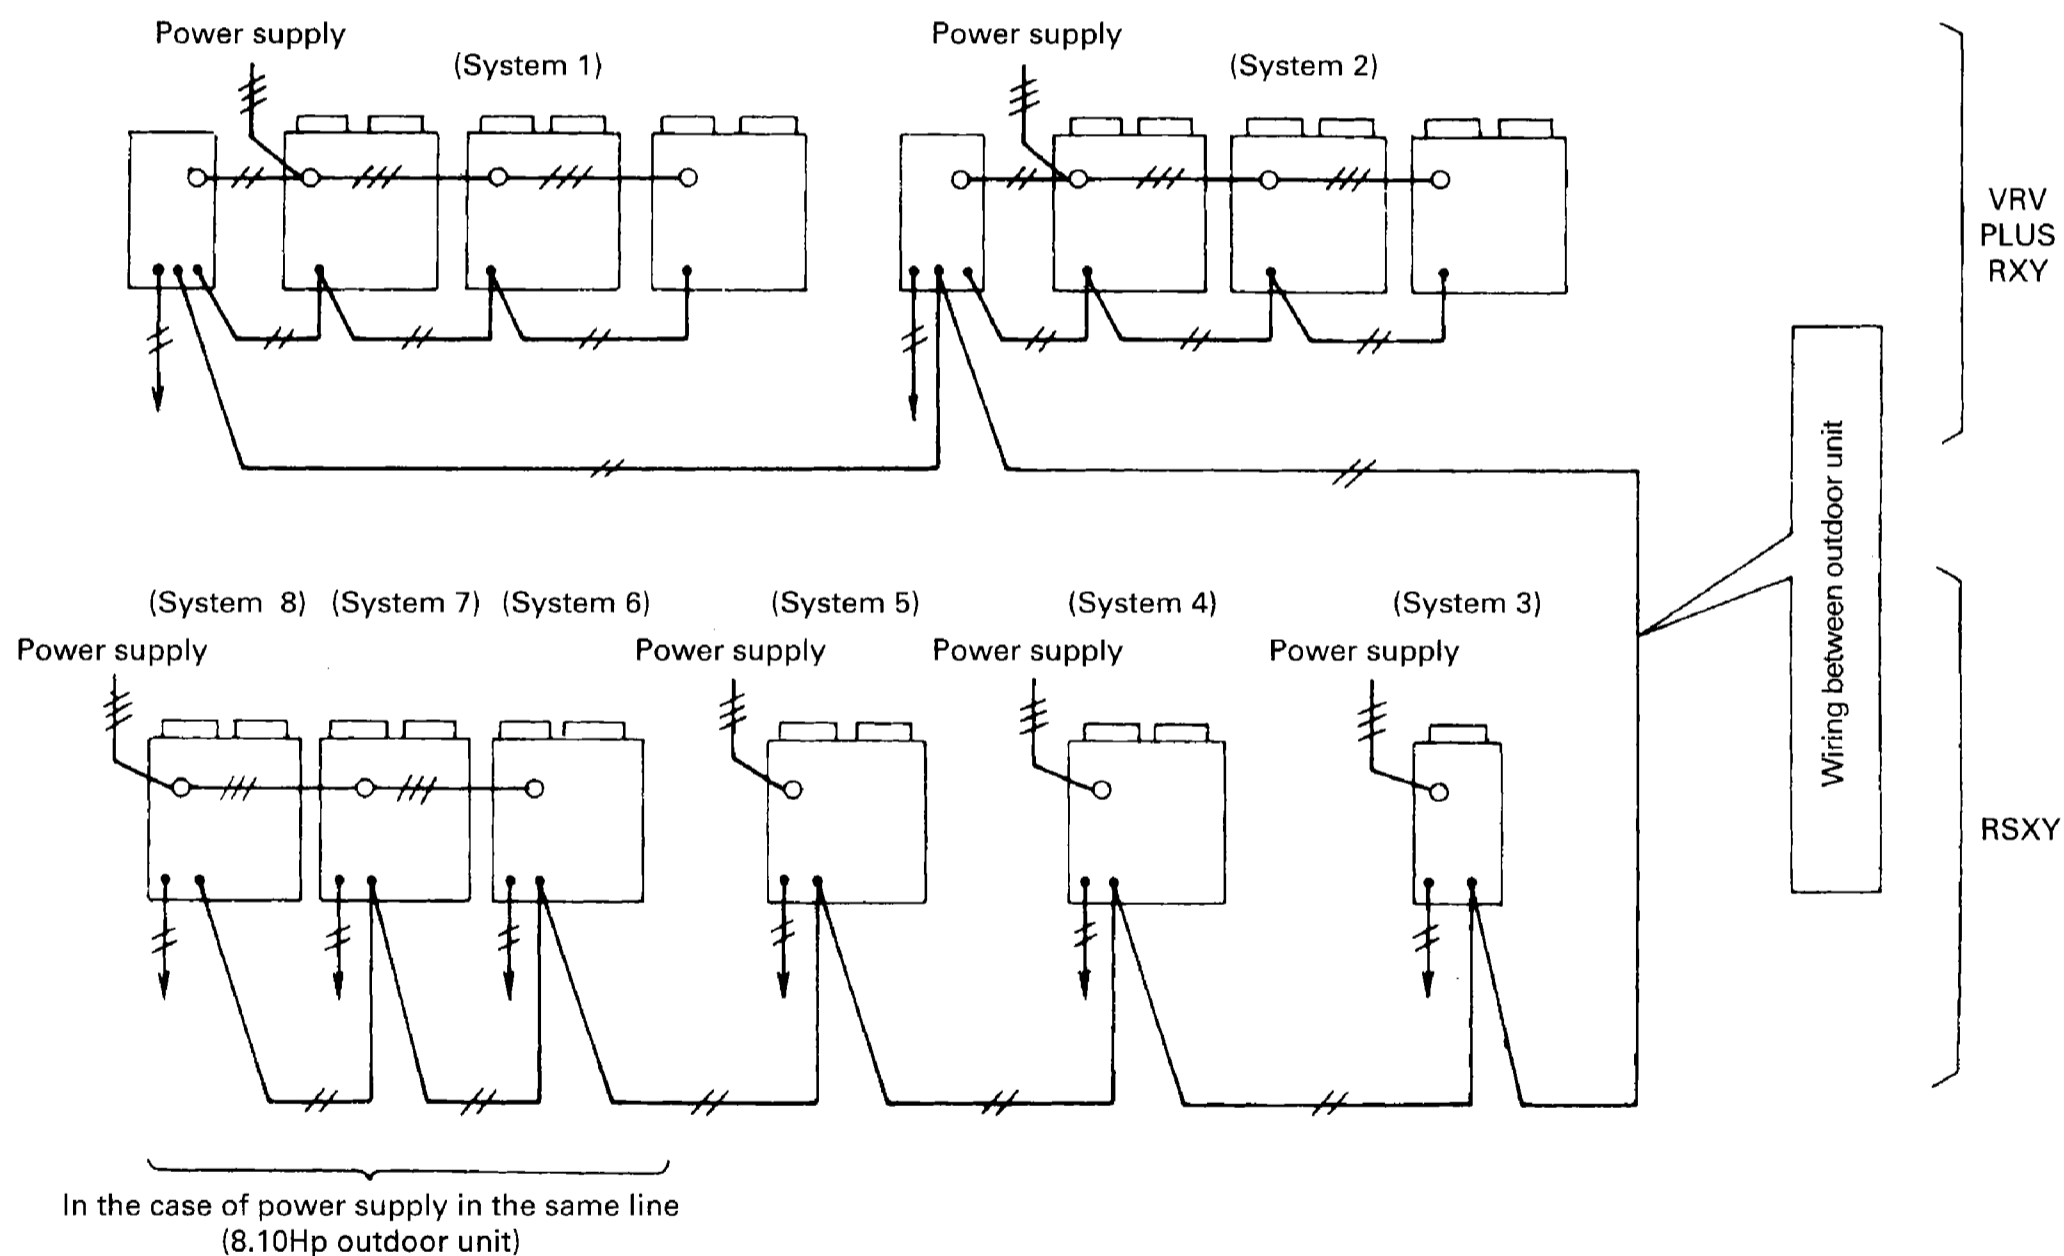 Power supply
(System 1)
Power supply
(System 2)
VRV
PLUS
RXY
Wiring between outdoor unit
(System 8)
(System 7)
(System 6)
(System 5)
(System 4)
(System 3)
Power supply
Power supply
Power supply
Power supply
RSXY
In the case of power supply in the same line
(8.10Hp outdoor unit)